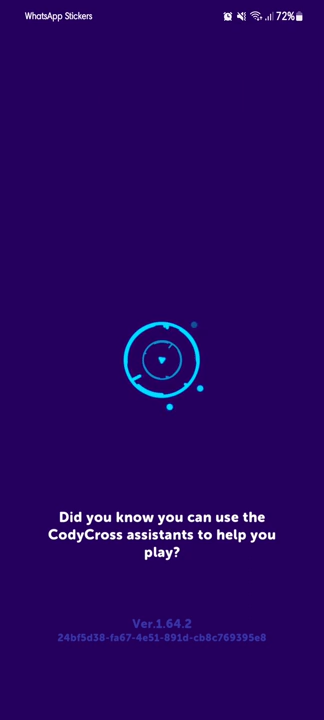 WhatsApp Stickers
72%
Did you know you can use the
CodyCross assistants to help you
play?
Ver.1.64.2
24bf5d38-fa67-4e51-891d-cb8c769395e8